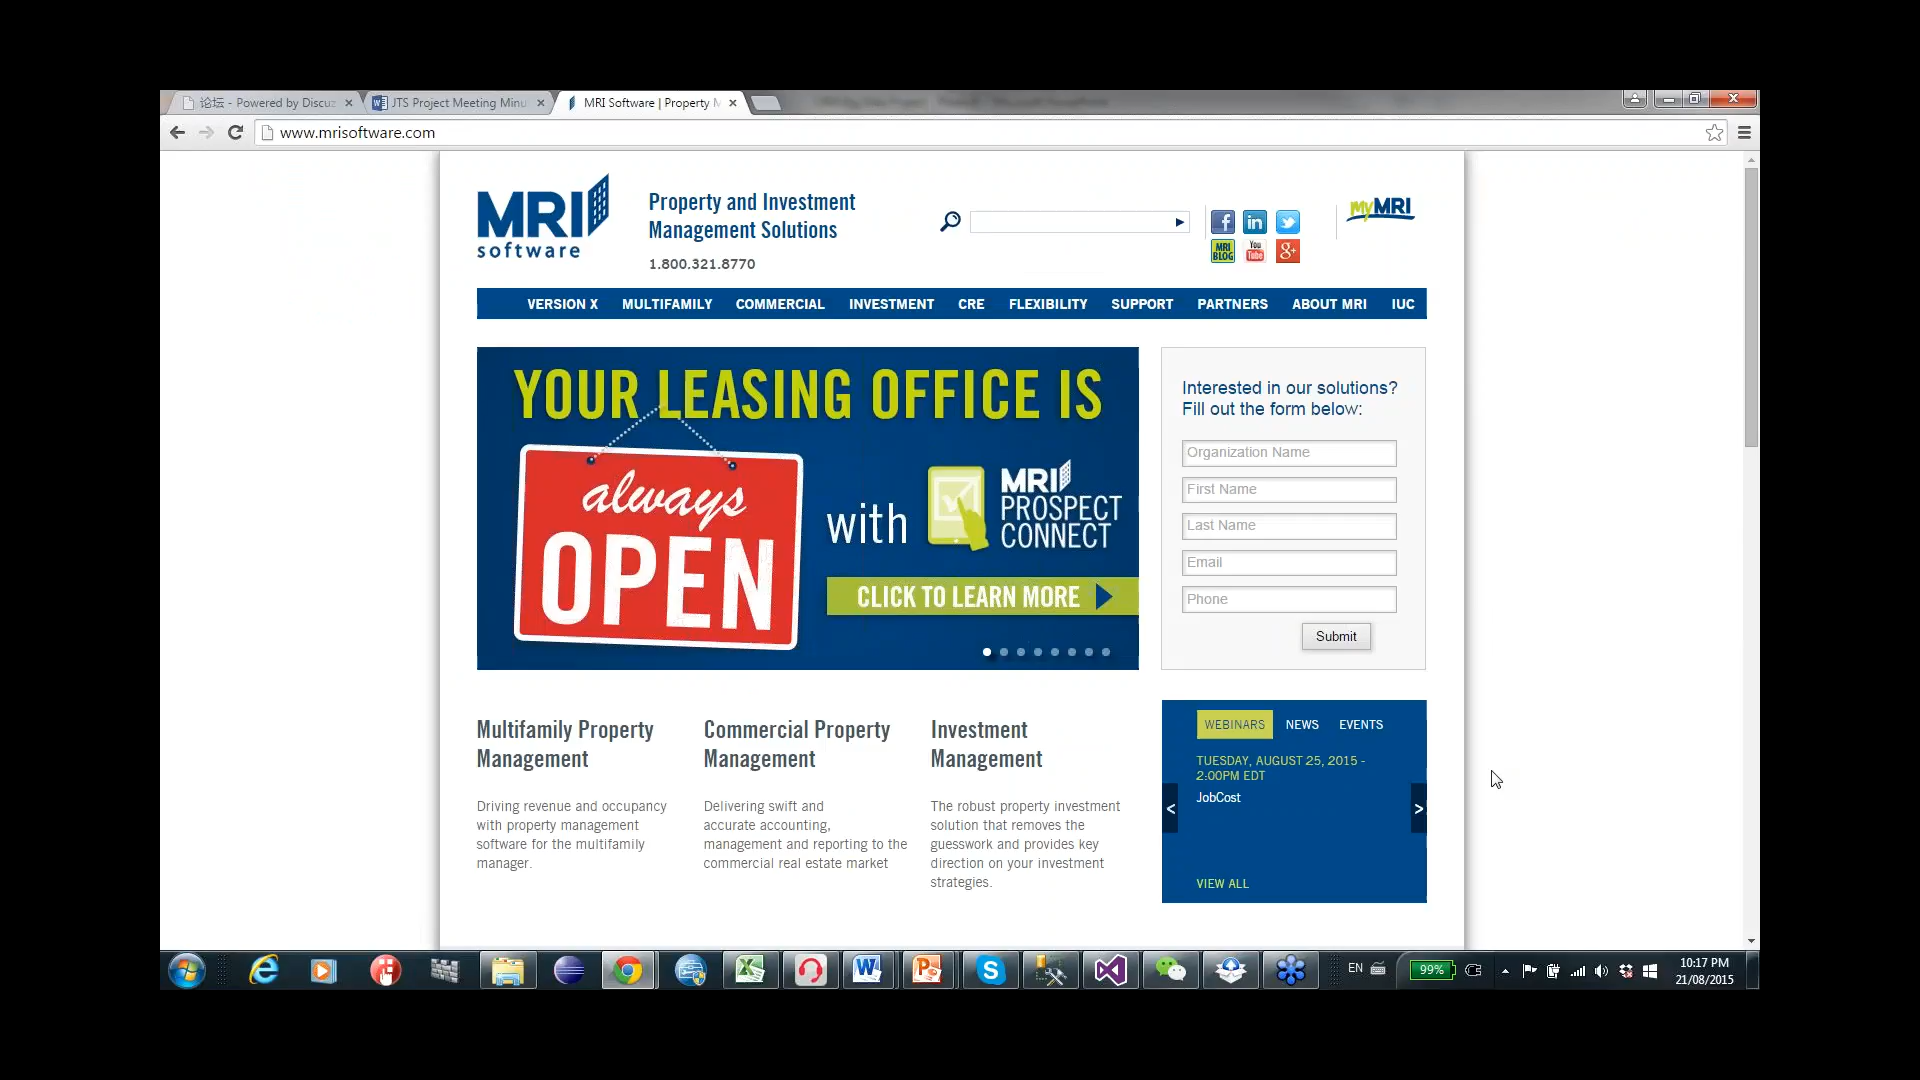 论坛 - Powered by Discuz
JTS Project Meeting Minu
MRI Software | Property M
www.mrisoftware.com
MRI
software
Property and Investment
Management Solutions
1.800.321.8770
f
in
MRI
BLOG
You
Tube
g+
myMRI
VERSION X MULTIFAMILY COMMERCIAL INVESTMENT CRE FLEXIBILITY SUPPORT PARTNERS ABOUT MRI IUC
YOUR LEASING OFFICE IS
always
OPEN
with
MRI
PROSPECT
CONNECT
CLICK TO LEARN MORE
Interested in our solutions?
Fill out the form below:
Organization Name
First Name
Last Name
Email
Phone
Submit
Multifamily Property
Management
Driving revenue and occupancy
with property management
software for the multifamily
manager.
Commercial Property
Management
Delivering swift and
accurate accounting,
management and reporting to the
commercial real estate market
Investment
Management
The robust property investment
solution that removes the
guesswork and provides key
direction on your investment
strategies.
WEBINARS NEWS EVENTS
TUESDAY, AUGUST 25, 2015 -
2:00PM EDT
JobCost
< >
VIEW ALL
EN
99%
10:17 PM
21/08/2015